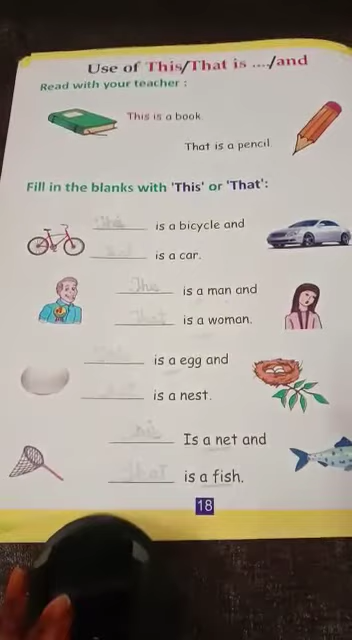 Use of This/That is ..../and
Read with your teacher :
This is a book.
That is a pencil.
Fill in the blanks with 'This' or 'That':
This is a bicycle and
is a car.
This is a man and
That is a woman.
is a egg and
is a nest.
Is a net and
That is a fish.
18